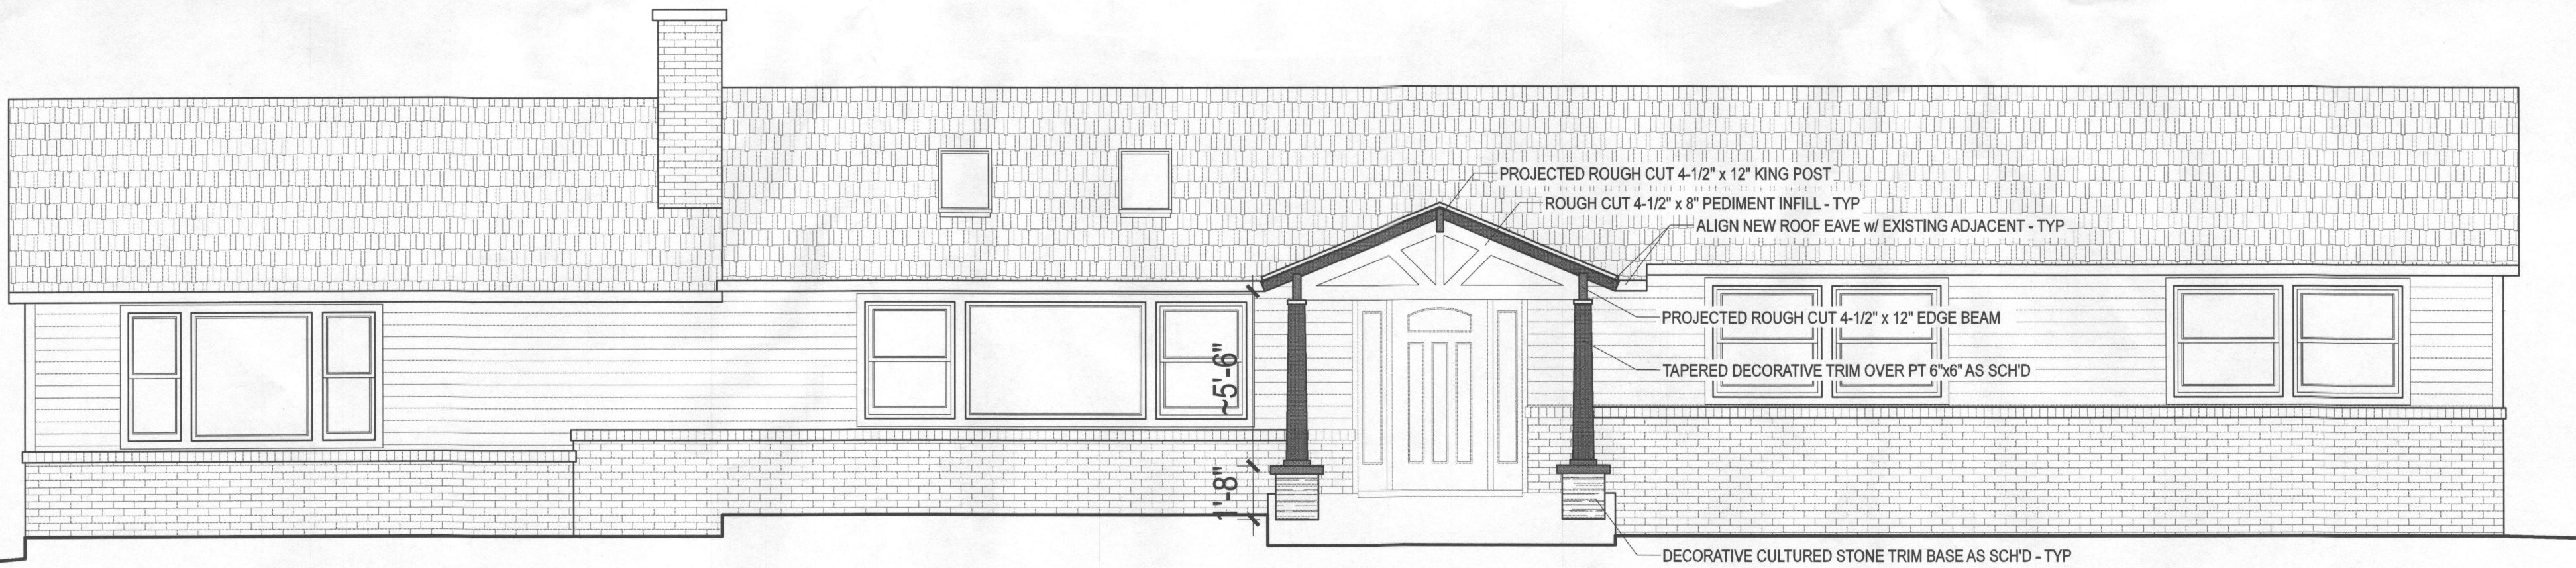 PROJECTED ROUGH CUT 4-1/2" x 12" KING POST
ROUGH CUT 4-1/2" x 8" PEDIMENT INFILL - TYP
ALIGN NEW ROOF EAVE w/ EXISTING ADJACENT - TYP
PROJECTED ROUGH CUT 4-1/2" x 12" EDGE BEAM
~5'-6"
TAPERED DECORATIVE TRIM OVER PT 6"x6" AS SCH'D
1'-8"
DECORATIVE CULTURED STONE TRIM BASE AS SCH'D - TYP